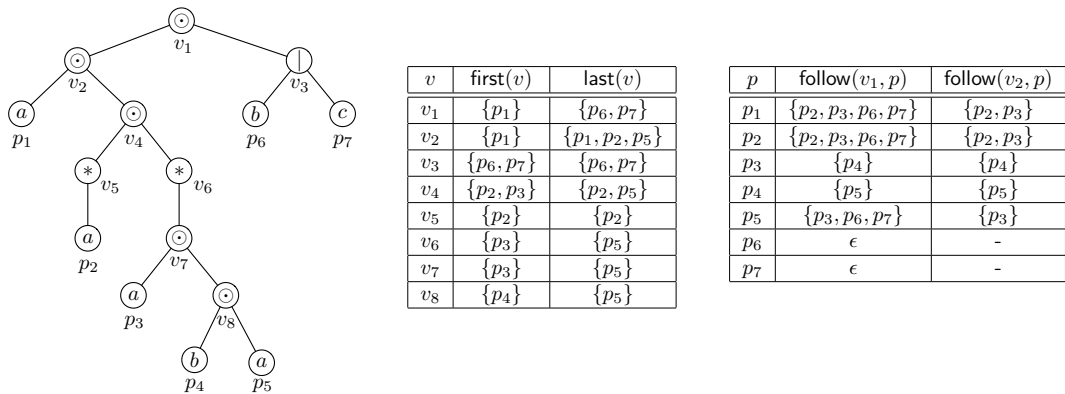 ⊙
v₁
⊙
v₂
|
v₃
a
p₁
⊙
v₄
b
p₆
c
p₇
*
v₅
*
v₆
a
p₂
⊙
v₇
a
p₃
⊙
v₈
b
p₄
a
p₅
v first(v) last(v)
v₁ {p₁} {p₆, p₇}
v₂ {p₁} {p₁, p₂, p₅}
v₃ {p₆, p₇} {p₆, p₇}
v₄ {p₂, p₃} {p₂, p₅}
v₅ {p₂} {p₂}
v₆ {p₃} {p₅}
v₇ {p₃} {p₅}
v₈ {p₄} {p₅}
p follow(v₁, p) follow(v₂, p)
p₁ {p₂, p₃, p₆, p₇} {p₂, p₃}
p₂ {p₂, p₃, p₆, p₇} {p₂, p₃}
p₃ {p₄} {p₄}
p₄ {p₅} {p₅}
p₅ {p₃, p₆, p₇} {p₃}
p₆ ϵ -
p₇ ϵ -